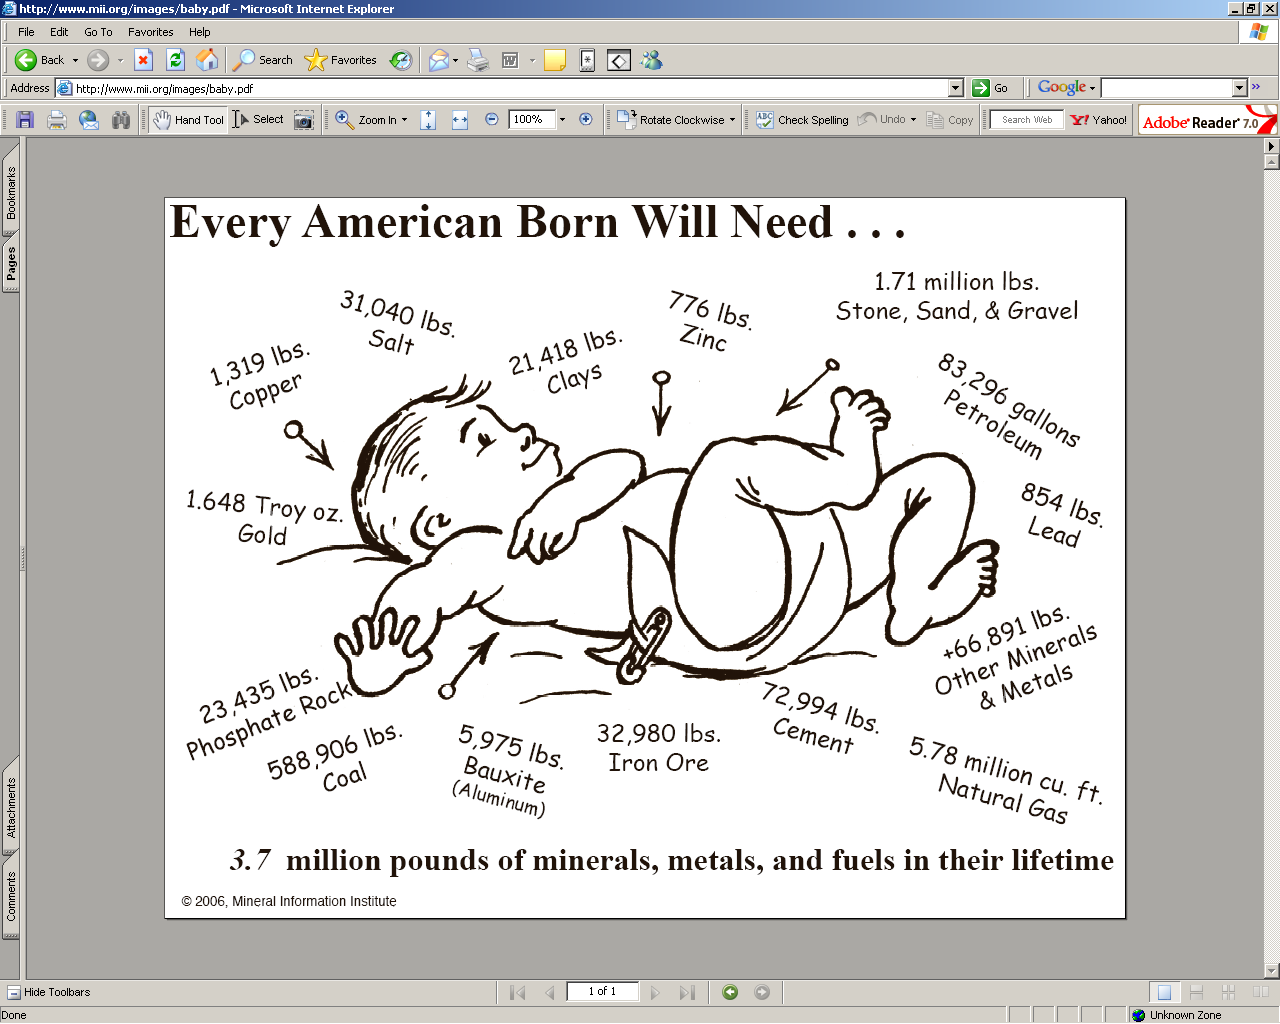 http://www.mii.org/images/baby.pdf - Microsoft Internet Explorer
File Edit Go To Favorites Help
Back Search Favorites
Address http://www.mii.org/images/baby.pdf Go Google »
Hand Tool Select Zoom In 100% Rotate Clockwise ABC Check Spelling Undo Copy Search Web Y! Yahoo! Adobe Reader 7.0
Bookmarks
Pages
Attachments
Comments
Every American Born Will Need . . .
1.71 million lbs.
Stone, Sand, & Gravel
31,040 lbs.
Salt
776 lbs.
Zinc
1,319 lbs.
Copper
21,418 lbs.
Clays
83,296 gallons
Petroleum
1.648 Troy oz.
Gold
854 lbs.
Lead
+66,891 lbs.
Other Minerals
& Metals
23,435 lbs.
Phosphate Rock
588,906 lbs.
Coal
5,975 lbs.
Bauxite
(Aluminum)
32,980 lbs.
Iron Ore
72,994 lbs.
Cement
5.78 million cu. ft.
Natural Gas
3.7 million pounds of minerals, metals, and fuels in their lifetime
© 2006, Mineral Information Institute
Hide Toolbars 1 of 1
Done Unknown Zone